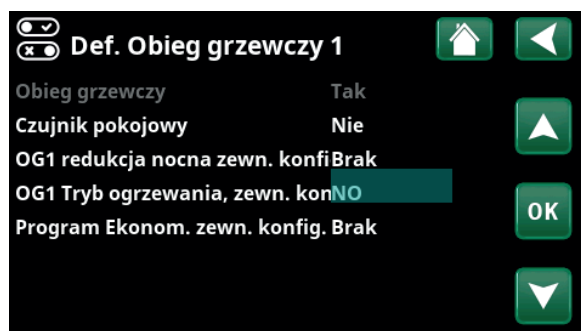 Def. Obieg grzewczy 1
Obieg grzewczy Tak
Czujnik pokojowy Nie
OG1 redukcja nocna zewn. konfi Brak
OG1 Tryb ogrzewania, zewn. kon NO
Program Ekonom. zewn. konfig. Brak
OK